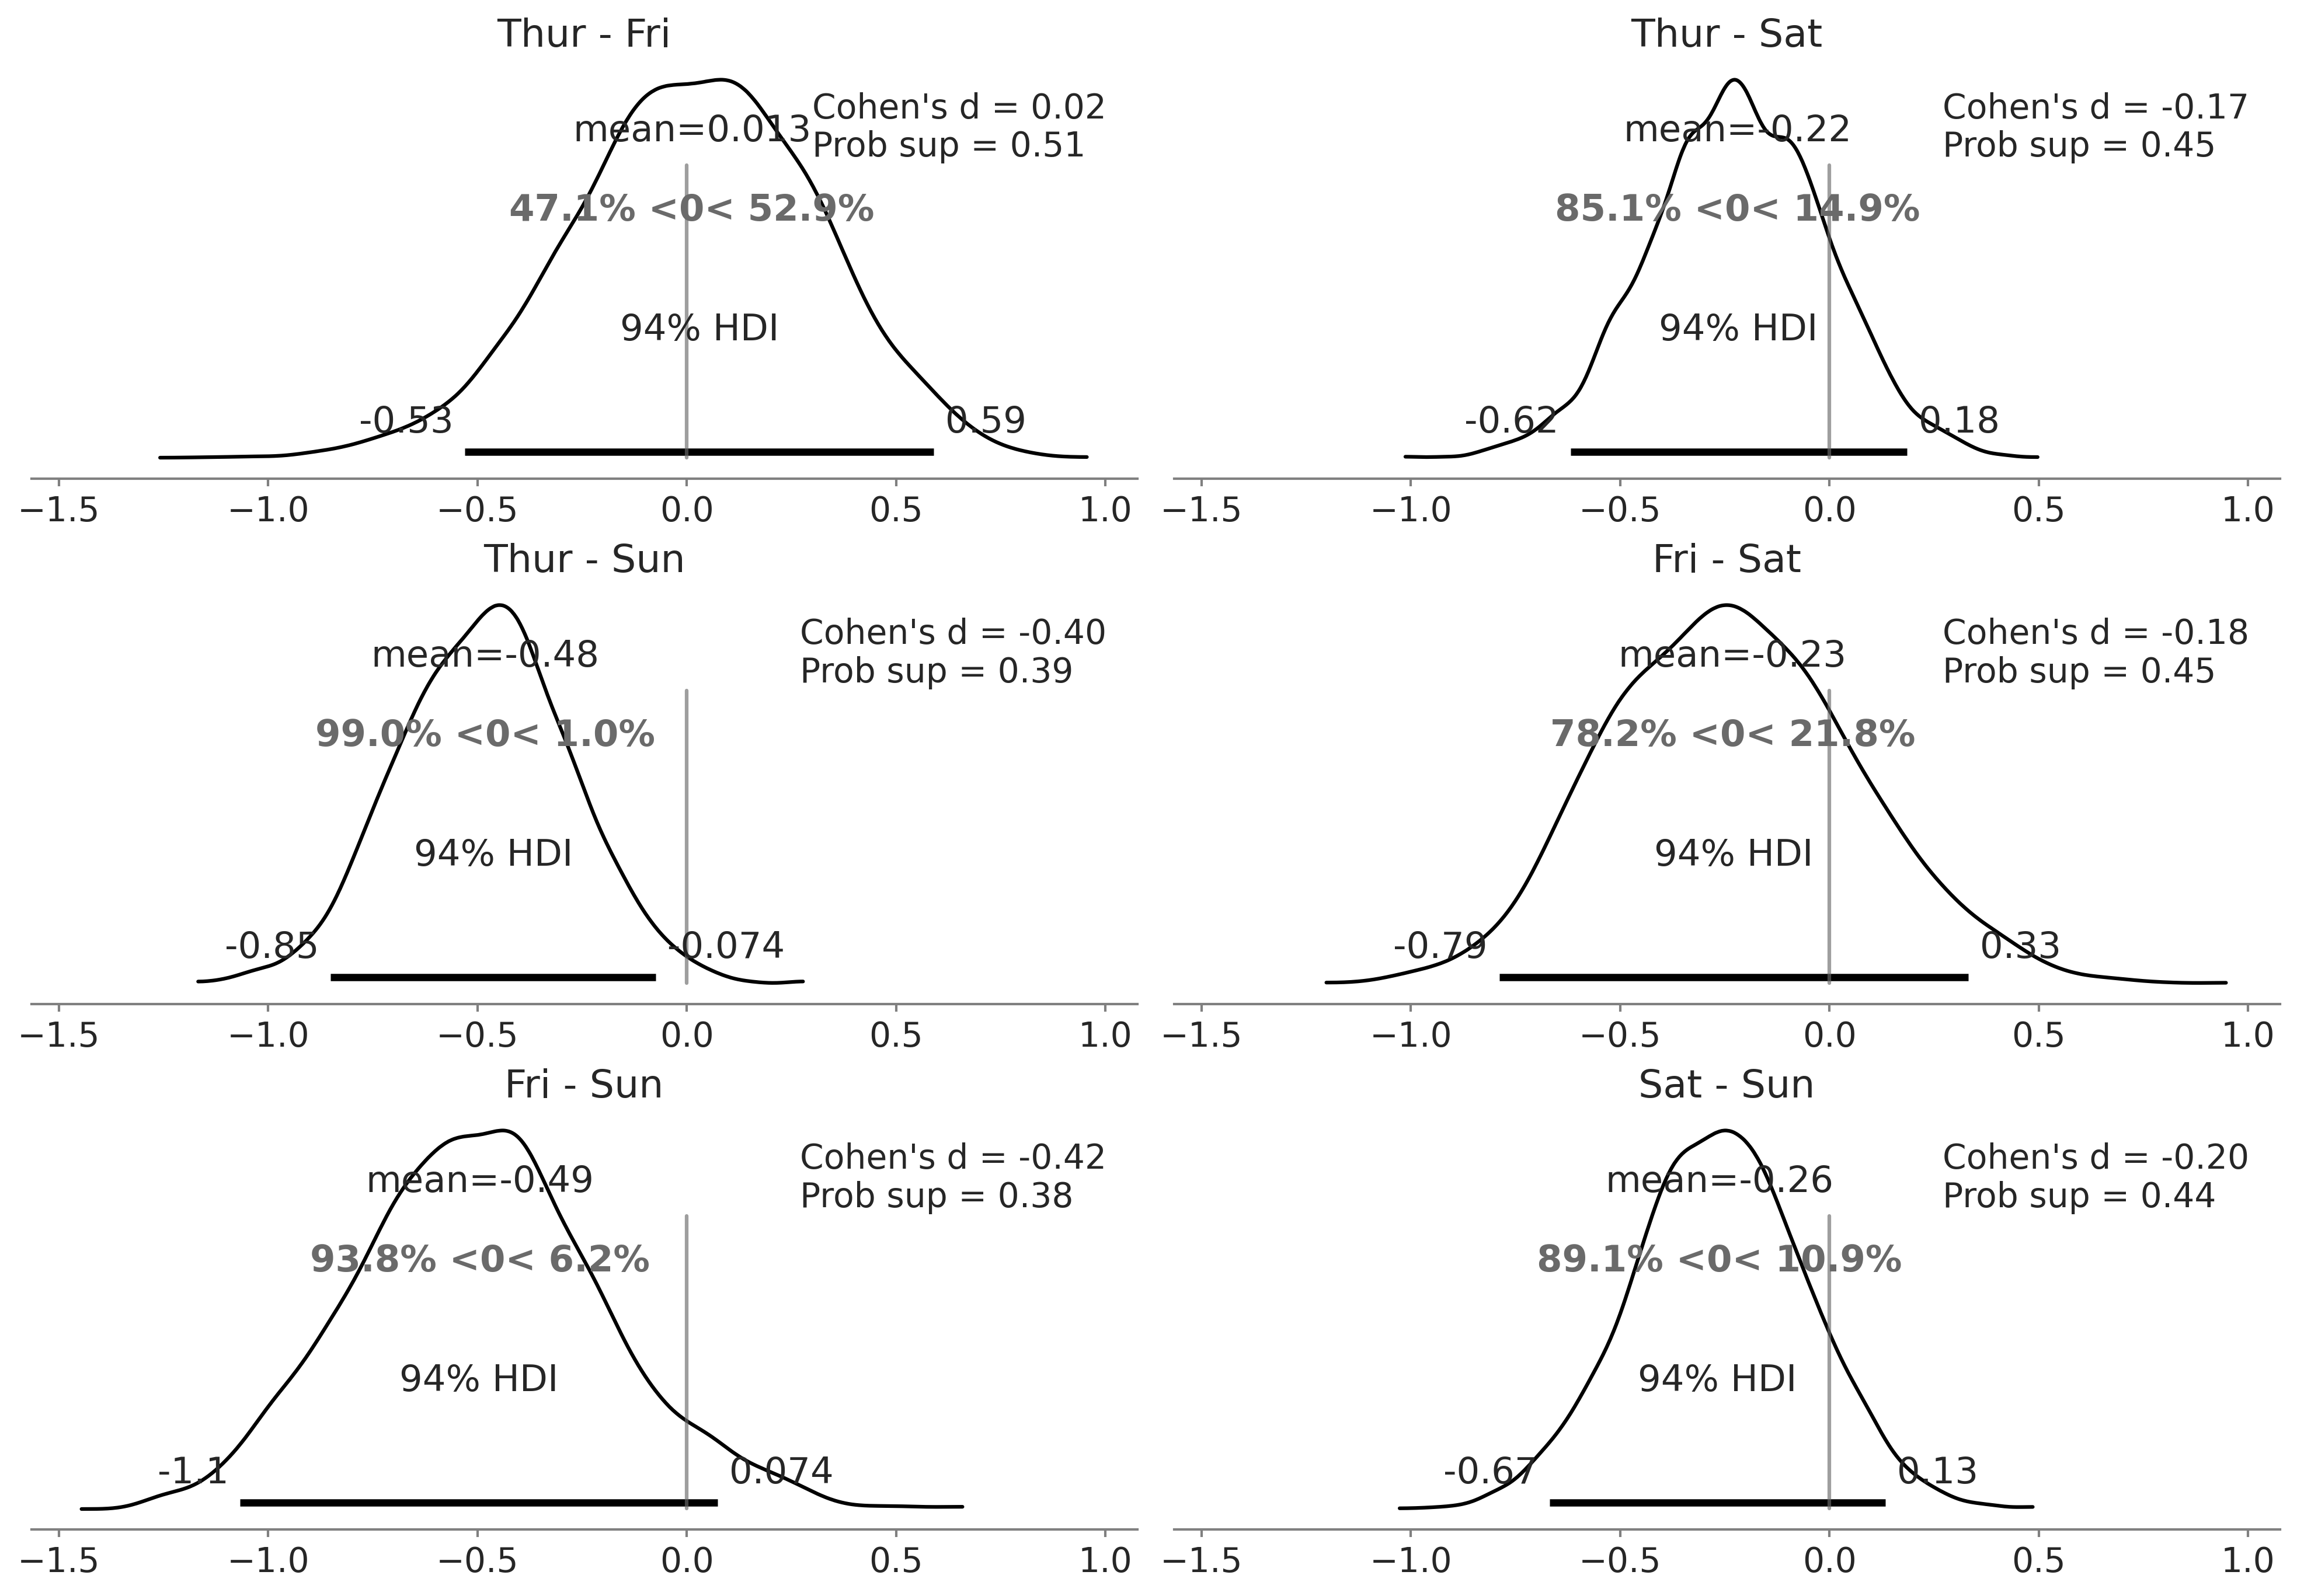 Thur - Fri
Cohen's d = 0.02
mean=0.013
Prob sup = 0.51
47.1% <0< 52.9%
94% HDI
-0.53
0.59
−1.5 −1.0 −0.5 0.0 0.5 1.0
Thur - Sat
Cohen's d = -0.17
mean=-0.22
Prob sup = 0.45
85.1% <0< 14.9%
94% HDI
-0.62
0.18
−1.5 −1.0 −0.5 0.0 0.5 1.0
Thur - Sun
Cohen's d = -0.40
mean=-0.48
Prob sup = 0.39
99.0% <0< 1.0%
94% HDI
-0.85
-0.074
−1.5 −1.0 −0.5 0.0 0.5 1.0
Fri - Sat
Cohen's d = -0.18
mean=-0.23
Prob sup = 0.45
78.2% <0< 21.8%
94% HDI
-0.79
0.33
−1.5 −1.0 −0.5 0.0 0.5 1.0
Fri - Sun
Cohen's d = -0.42
mean=-0.49
Prob sup = 0.38
93.8% <0< 6.2%
94% HDI
-1.1
0.074
−1.5 −1.0 −0.5 0.0 0.5 1.0
Sat - Sun
Cohen's d = -0.20
mean=-0.26
Prob sup = 0.44
89.1% <0< 10.9%
94% HDI
-0.67
0.13
−1.5 −1.0 −0.5 0.0 0.5 1.0